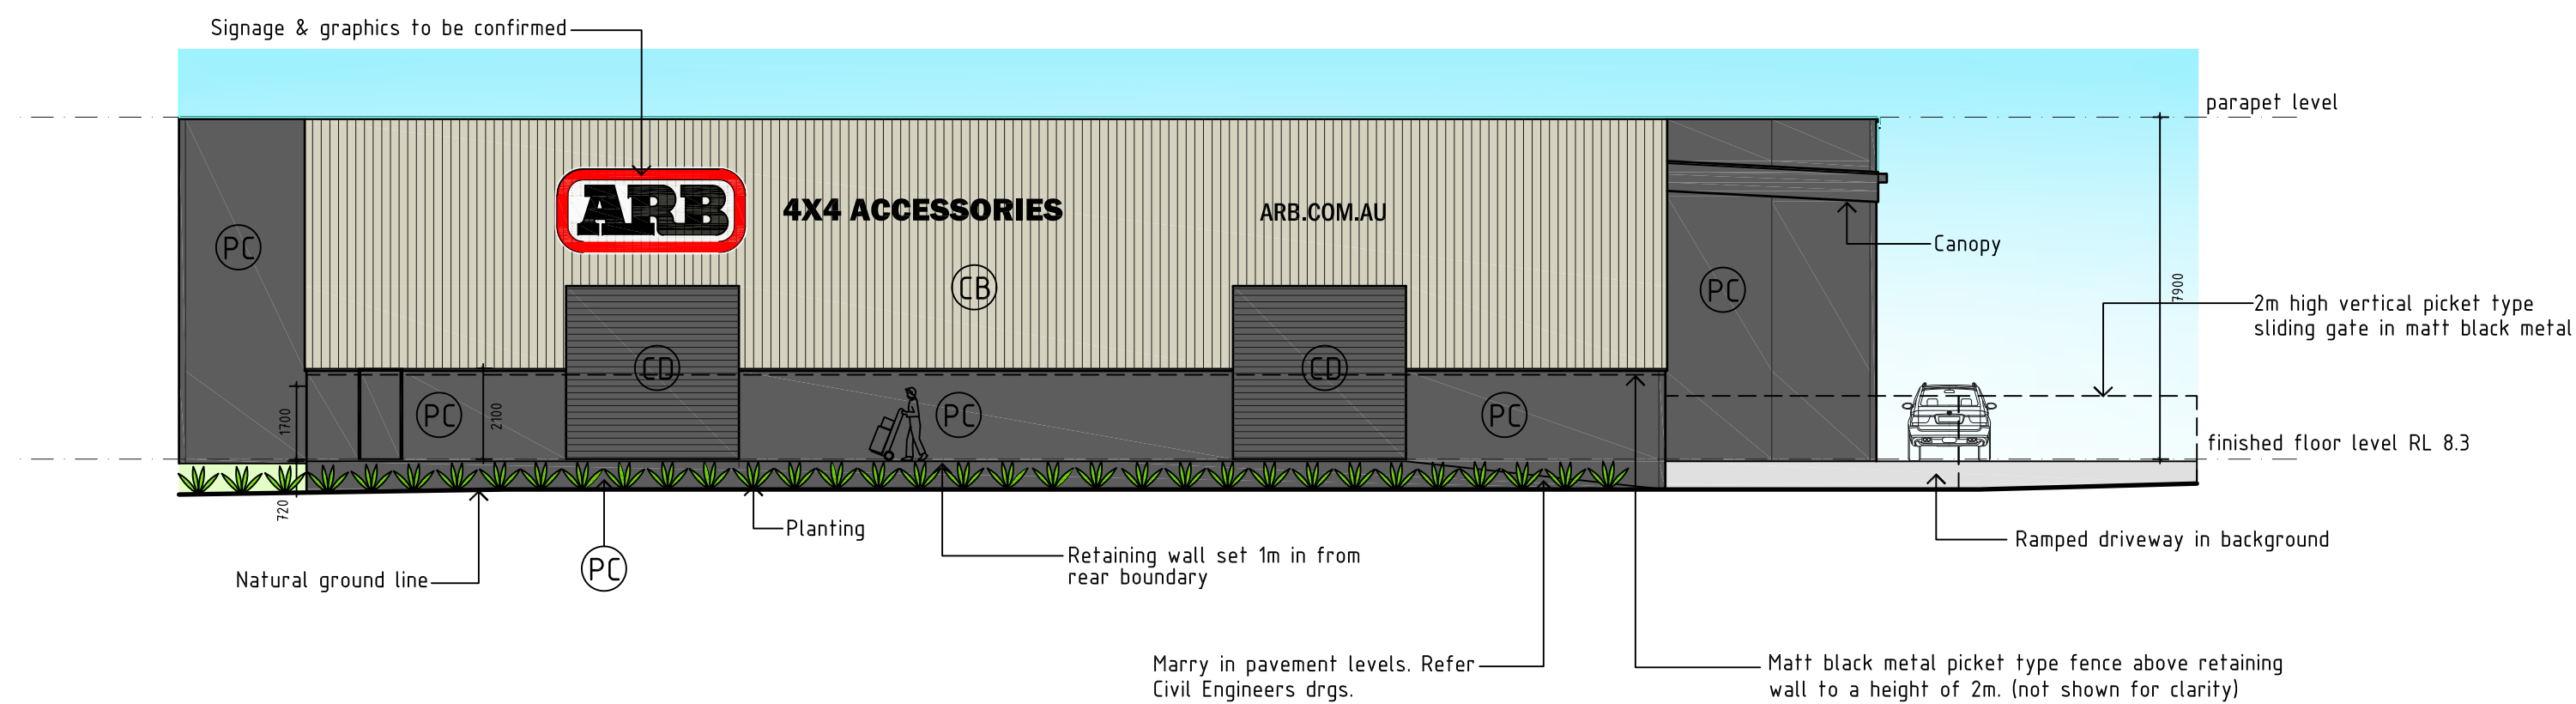 Signage & graphics to be confirmed
parapet level
ARB
4X4 ACCESSORIES
ARB.COM.AU
PC
Canopy
CB
PC
7900
2m high vertical picket type
sliding gate in matt black metal
CD
CD
1700
PC
2100
PC
PC
finished floor level RL 8.3
720
Planting
Ramped driveway in background
Retaining wall set 1m in from
rear boundary
Natural ground line
PC
Marry in pavement levels. Refer
Civil Engineers drgs.
Matt black metal picket type fence above retaining
wall to a height of 2m. (not shown for clarity)